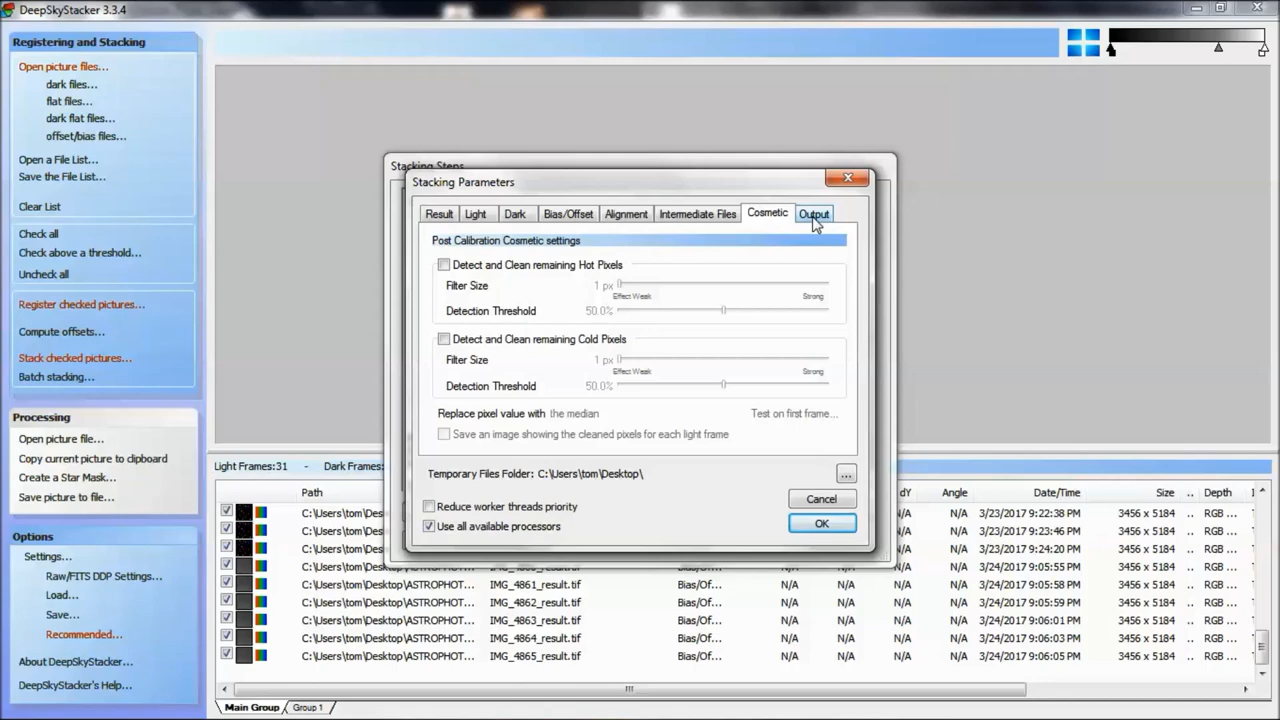 DeepSkyStacker 3.3.4
Registering and Stacking
Open picture files...
dark files...
flat files...
dark flat files...
offset/bias files...
Open a File List...
Save the File List...
Clear List
Check all
Check above a threshold...
Uncheck all
Register checked pictures...
Compute offsets...
Stack checked pictures...
Batch stacking...
Processing
Open picture file...
Copy current picture to clipboard
Create a Star Mask...
Save picture to file...
Options
Settings...
Raw/FITS DDP Settings...
Load...
Save...
Recommended...
About DeepSkyStacker...
DeepSkyStacker's Help...
Stacking Steps
Stacking Parameters
Result Light Dark Bias/Offset Alignment Intermediate Files Cosmetic Output
Post Calibration Cosmetic settings
Detect and Clean remaining Hot Pixels
Filter Size 1 px
Effect Weak Strong
Detection Threshold 50.0%
Detect and Clean remaining Cold Pixels
Filter Size 1 px
Effect Weak Strong
Detection Threshold 50.0%
Replace pixel value with the median Test on first frame...
Save an image showing the cleaned pixels for each light frame
Temporary Files Folder: C:\Users\tom\Desktop\ ...
Reduce worker threads priority
Use all available processors
Cancel
OK
Light Frames:31 - Dark Frames:
Path dY Angle Date/Time Size .. Depth
C:\Users\tom\Des N/A N/A 3/23/2017 9:22:38 PM 3456 x 5184 .. RGB ...
C:\Users\tom\Des N/A N/A 3/23/2017 9:23:46 PM 3456 x 5184 .. RGB ...
C:\Users\tom\Des N/A N/A 3/23/2017 9:24:20 PM 3456 x 5184 .. RGB ...
C:\Users\tom\Desktop\ASTROPHOT... Bias/Of... N/A N/A N/A 3/24/2017 9:05:55 PM 3456 x 5184 .. RGB ...
C:\Users\tom\Desktop\ASTROPHOT... IMG_4861_result.tif Bias/Of... N/A N/A N/A 3/24/2017 9:05:58 PM 3456 x 5184 .. RGB ...
C:\Users\tom\Desktop\ASTROPHOT... IMG_4862_result.tif Bias/Of... N/A N/A N/A 3/24/2017 9:05:59 PM 3456 x 5184 .. RGB ...
C:\Users\tom\Desktop\ASTROPHOT... IMG_4863_result.tif Bias/Of... N/A N/A N/A 3/24/2017 9:06:01 PM 3456 x 5184 .. RGB ...
C:\Users\tom\Desktop\ASTROPHOT... IMG_4864_result.tif Bias/Of... N/A N/A N/A 3/24/2017 9:06:03 PM 3456 x 5184 .. RGB ...
C:\Users\tom\Desktop\ASTROPHOT... IMG_4865_result.tif Bias/Of... N/A N/A N/A 3/24/2017 9:06:05 PM 3456 x 5184 .. RGB ...
Main Group Group 1